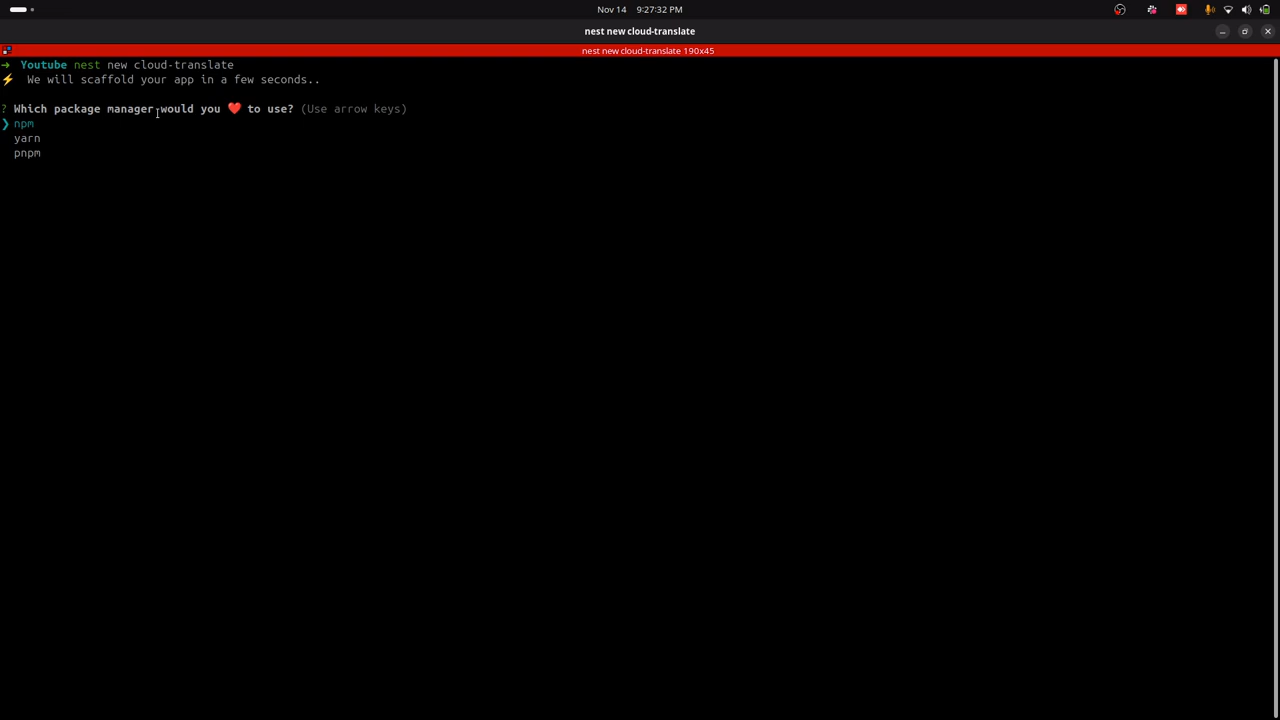 Nov 14 9:27:32 PM
nest new cloud-translate
nest new cloud-translate 190x45
➜ Youtube nest new cloud-translate
⚡ We will scaffold your app in a few seconds..
? Which package manager would you ❤️ to use? (Use arrow keys)
❯ npm
yarn
pnpm